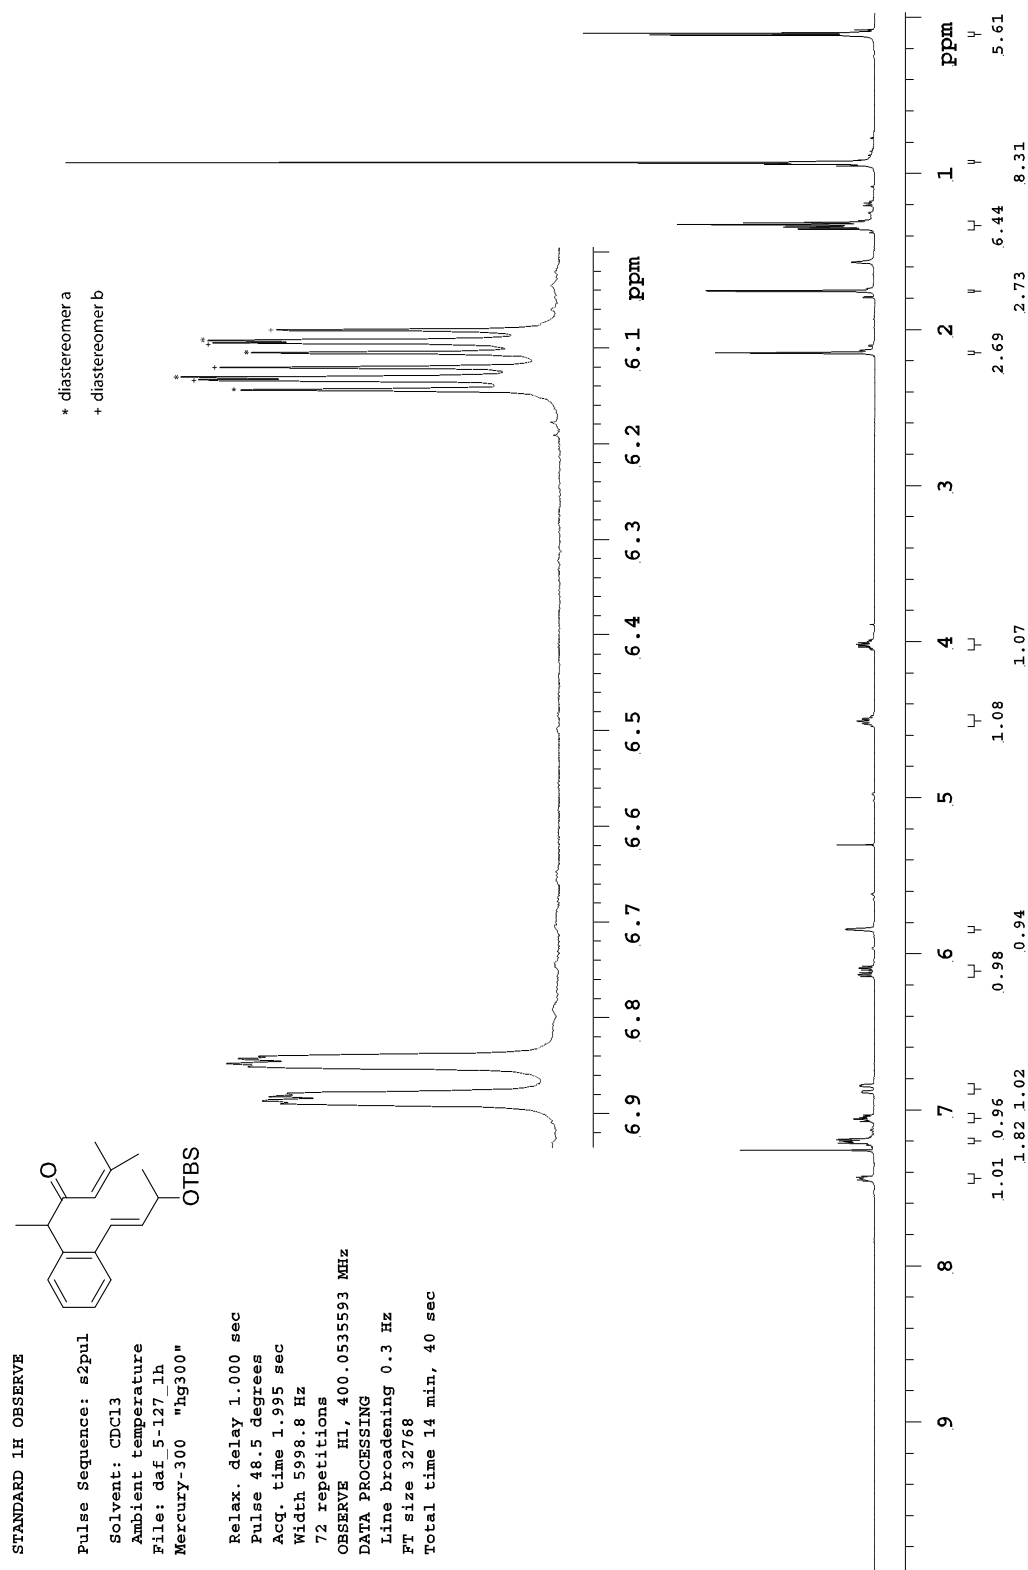 STANDARD 1H OBSERVE
Pulse Sequence: s2pul
Solvent: CDCl3
Ambient temperature
File: daf_5-127_1h
Mercury-300 "hg300"
Relax. delay 1.000 sec
Pulse 48.5 degrees
Acq. time 1.995 sec
Width 5998.8 Hz
72 repetitions
OBSERVE H1, 400.0535593 MHz
DATA PROCESSING
Line broadening 0.3 Hz
FT size 32768
Total time 14 min, 40 sec
O
OTBS
* diastereomer a
+ diastereomer b
* + * + * + * +
6.9 6.8 6.7 6.6 6.5 6.4 6.3 6.2 6.1 ppm
9 8 7 6 5 4 3 2 1 ppm
1.01 0.96 0.98 1.08 2.69 6.44 5.61
1.82 1.02 0.94 1.07 2.73 8.31